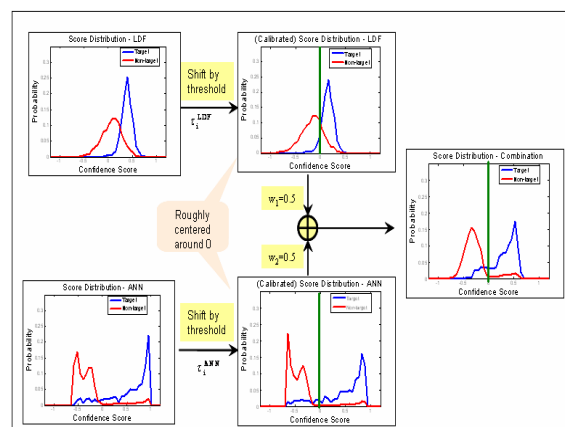 Score Distribution - LDF
Target
Non-target
Probability
Confidence Score
Shift by
threshold
τ i LDF
(Calibrated) Score Distribution - LDF
Target
Non-target
Probability
Confidence Score
Roughly
centered
around 0
w1=0.5
w2=0.5
Score Distribution - Combination
Target
Non-target
Probability
Confidence Score
Score Distribution - ANN
Target
Non-target
Probability
Confidence Score
Shift by
threshold
τ i ANN
(Calibrated) Score Distribution - ANN
Target
Non-target
Probability
Confidence Score